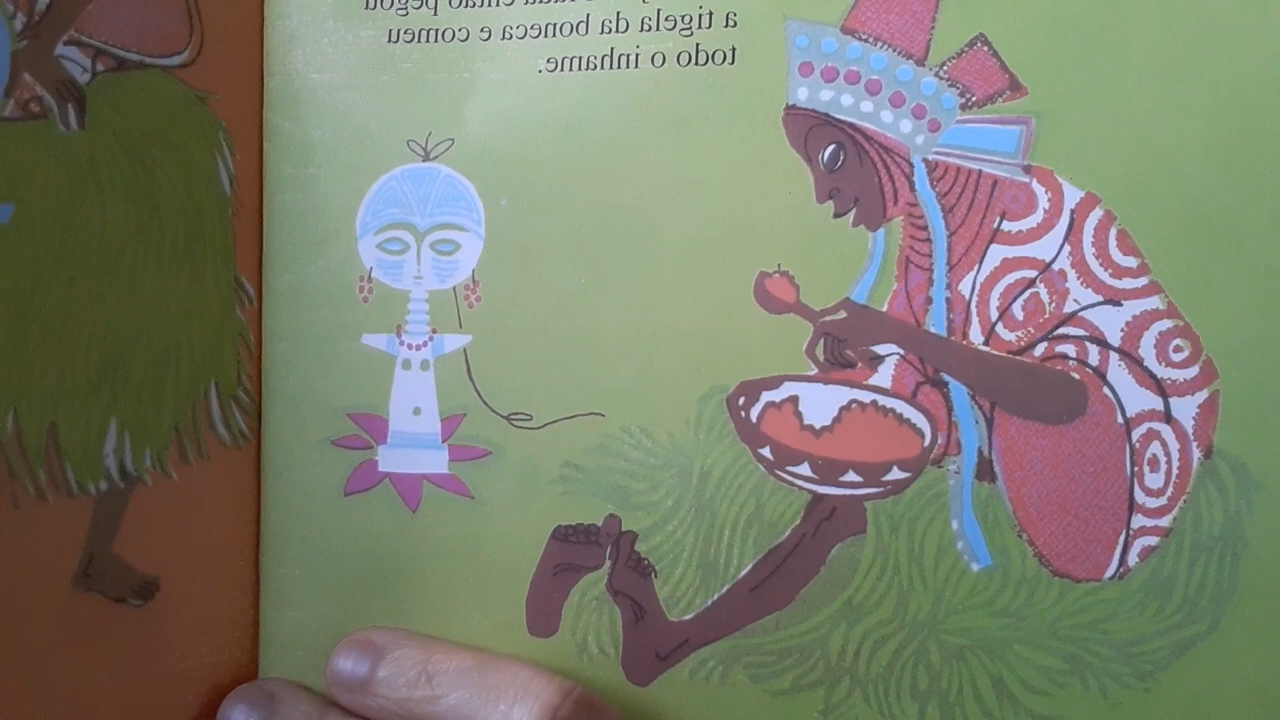 então pegou
a tigela da boneca e comeu
todo o inhame.